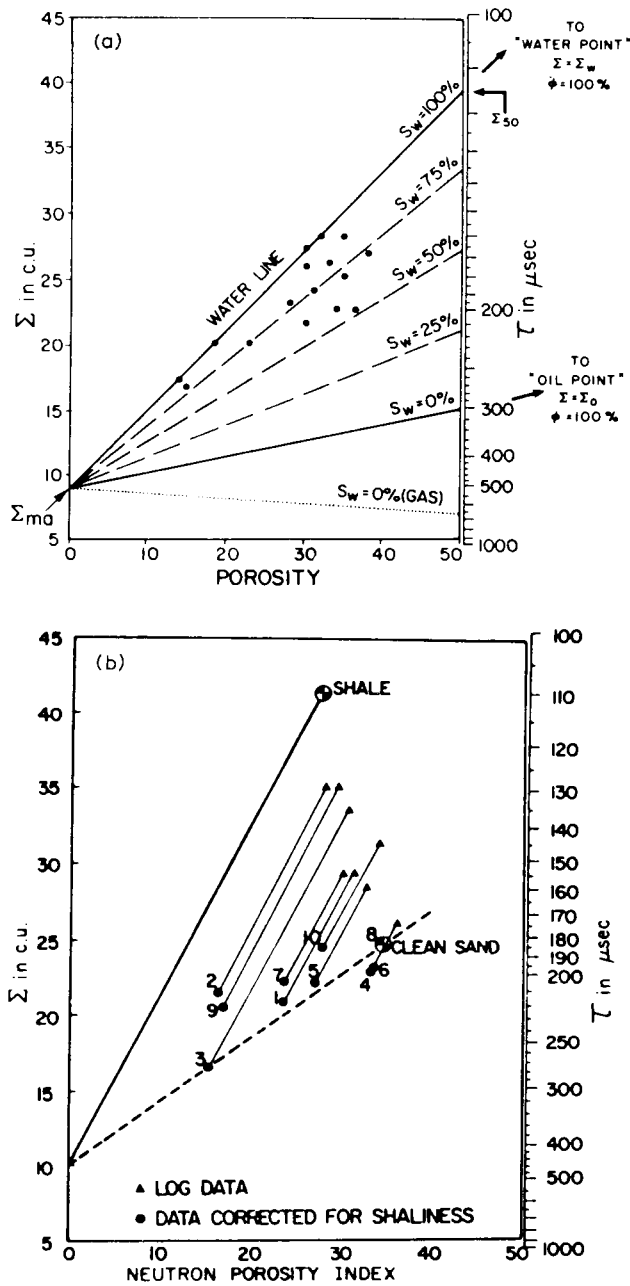 (a)
45
40
35
30
25
20
15
10
5
Σ in c.u.
Σma
0
10
20
30
40
50
POROSITY
WATER LINE
Sw=100%
Sw=75%
Sw=50%
Sw=25%
Sw=0%
Sw=0%(GAS)
100
200
300
400
500
1000
τ in μsec
TO
"WATER POINT"
Σ=Σw
ϕ=100%
Σ50
TO
"OIL POINT"
Σ=Σo
ϕ=100%
(b)
45
40
35
30
25
20
15
10
5
Σ in c.u.
SHALE
CLEAN SAND
2
9
3
7
1
10
5
8
4
6
▲ LOG DATA
● DATA CORRECTED FOR SHALINESS
0
10
20
30
40
50
NEUTRON POROSITY INDEX
100
110
120
130
140
150
160
170
180
190
200
250
300
400
500
1000
τ in μsec